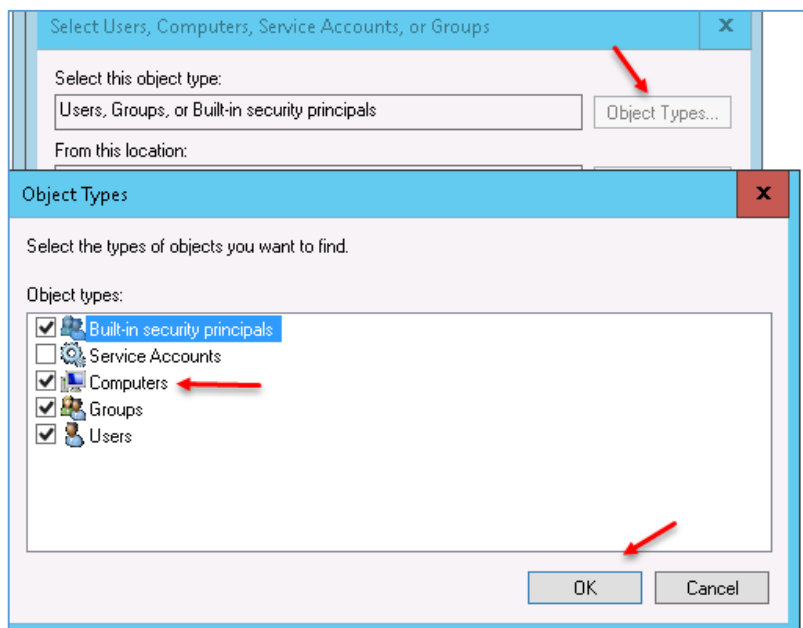 Select Users, Computers, Service Accounts, or Groups
x
Select this object type:
Users, Groups, or Built-in security principals
Object Types...
From this location:
Object Types
x
Select the types of objects you want to find.
Object types:
Built-in security principals
Service Accounts
Computers
Groups
Users
OK Cancel